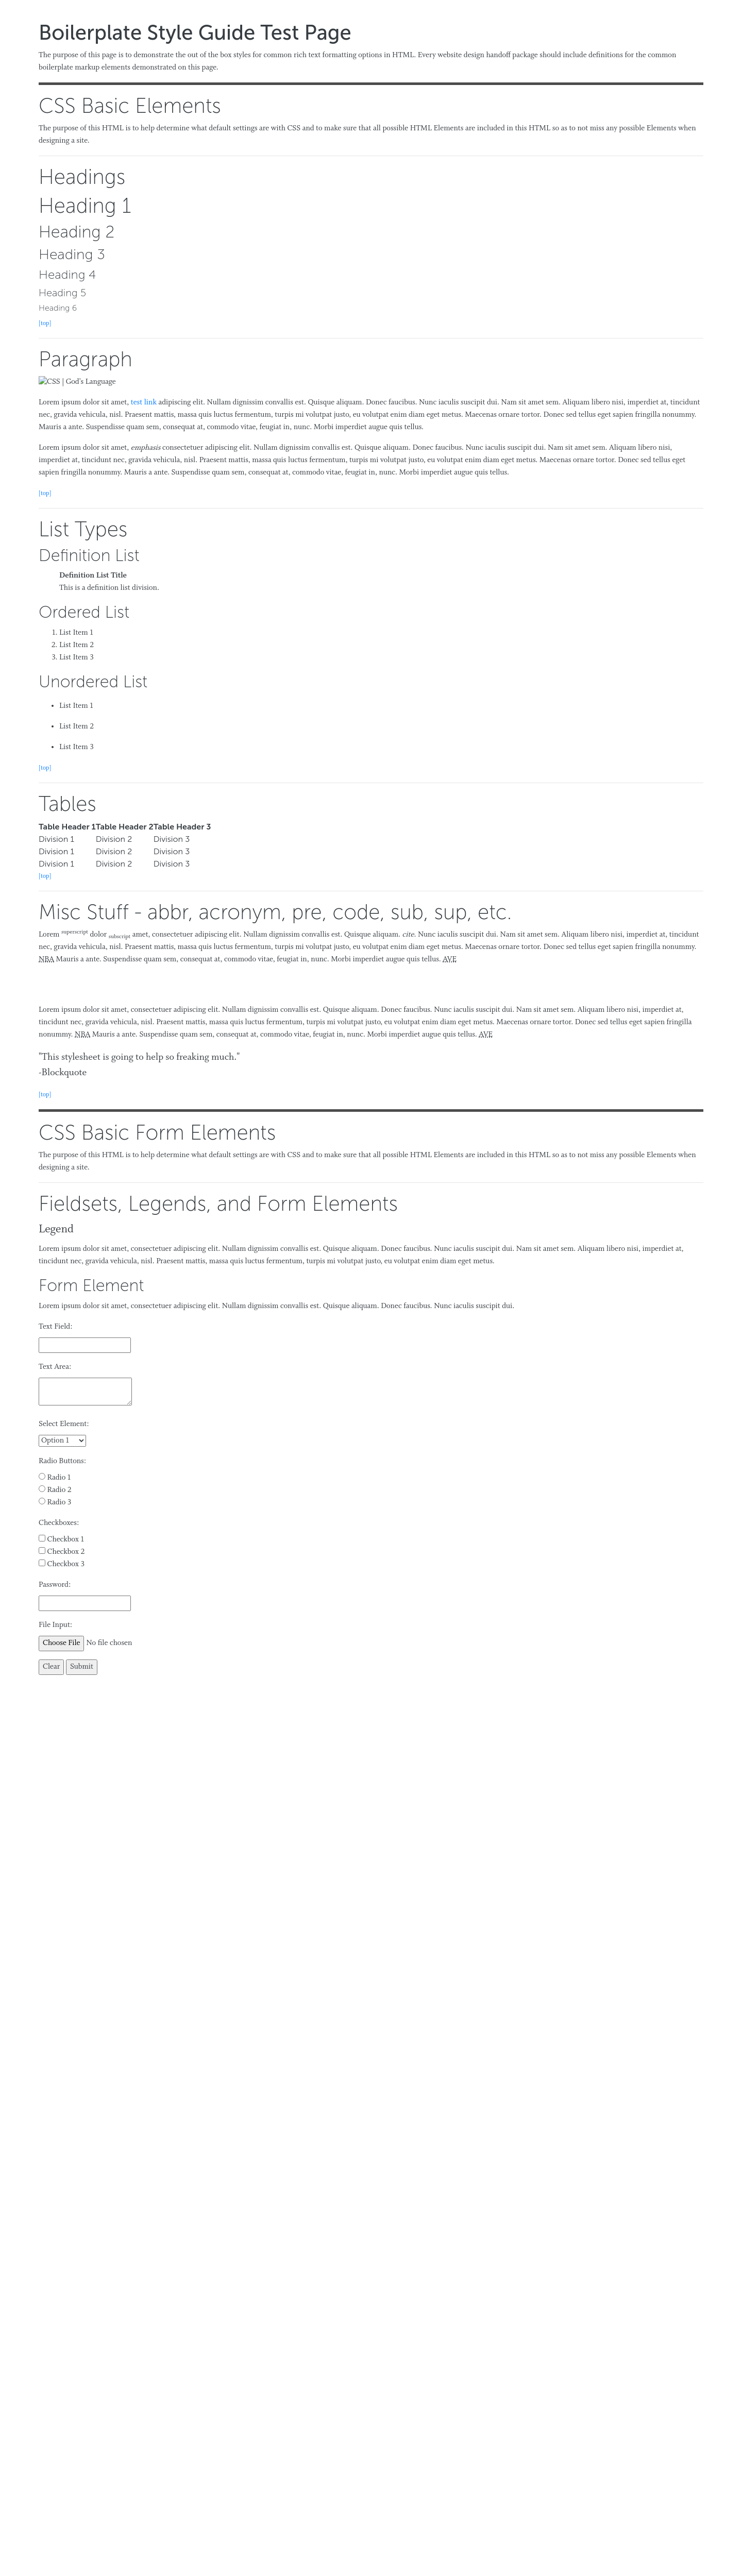 Boilerplate Style Guide Test Page
The purpose of this page is to demonstrate the out of the box styles for common rich text formatting options in HTML. Every website design handoff package should include definitions for the common
boilerplate markup elements demonstrated on this page.
CSS Basic Elements
The purpose of this HTML is to help determine what default settings are with CSS and to make sure that all possible HTML Elements are included in this HTML so as to not miss any possible Elements when
designing a site.
Headings
Heading 1
Heading 2
Heading 3
Heading 4
Heading 5
Heading 6
[top]
Paragraph
CSS | God's Language
Lorem ipsum dolor sit amet, test link adipiscing elit. Nullam dignissim convallis est. Quisque aliquam. Donec faucibus. Nunc iaculis suscipit dui. Nam sit amet sem. Aliquam libero nisi, imperdiet at, tincidunt
nec, gravida vehicula, nisl. Praesent mattis, massa quis luctus fermentum, turpis mi volutpat justo, eu volutpat enim diam eget metus. Maecenas ornare tortor. Donec sed tellus eget sapien fringilla nonummy.
Mauris a ante. Suspendisse quam sem, consequat at, commodo vitae, feugiat in, nunc. Morbi imperdiet augue quis tellus.
Lorem ipsum dolor sit amet, emphasis consectetuer adipiscing elit. Nullam dignissim convallis est. Quisque aliquam. Donec faucibus. Nunc iaculis suscipit dui. Nam sit amet sem. Aliquam libero nisi,
imperdiet at, tincidunt nec, gravida vehicula, nisl. Praesent mattis, massa quis luctus fermentum, turpis mi volutpat justo, eu volutpat enim diam eget metus. Maecenas ornare tortor. Donec sed tellus eget
sapien fringilla nonummy. Mauris a ante. Suspendisse quam sem, consequat at, commodo vitae, feugiat in, nunc. Morbi imperdiet augue quis tellus.
[top]
List Types
Definition List
Definition List Title
This is a definition list division.
Ordered List
1. List Item 1
2. List Item 2
3. List Item 3
Unordered List
• List Item 1
• List Item 2
• List Item 3
[top]
Tables
Table Header 1 Table Header 2 Table Header 3
Division 1 Division 2 Division 3
Division 1 Division 2 Division 3
Division 1 Division 2 Division 3
[top]
Misc Stuff - abbr, acronym, pre, code, sub, sup, etc.
Lorem superscript dolor subscript amet, consectetuer adipiscing elit. Nullam dignissim convallis est. Quisque aliquam. cite. Nunc iaculis suscipit dui. Nam sit amet sem. Aliquam libero nisi, imperdiet at, tincidunt
nec, gravida vehicula, nisl. Praesent mattis, massa quis luctus fermentum, turpis mi volutpat justo, eu volutpat enim diam eget metus. Maecenas ornare tortor. Donec sed tellus eget sapien fringilla nonummy.
NBA Mauris a ante. Suspendisse quam sem, consequat at, commodo vitae, feugiat in, nunc. Morbi imperdiet augue quis tellus. AVE
Lorem ipsum dolor sit amet, consectetuer adipiscing elit. Nullam dignissim convallis est. Quisque aliquam. Donec faucibus. Nunc iaculis suscipit dui. Nam sit amet sem. Aliquam libero nisi, imperdiet at,
tincidunt nec, gravida vehicula, nisl. Praesent mattis, massa quis luctus fermentum, turpis mi volutpat justo, eu volutpat enim diam eget metus. Maecenas ornare tortor. Donec sed tellus eget sapien fringilla
nonummy. NBA Mauris a ante. Suspendisse quam sem, consequat at, commodo vitae, feugiat in, nunc. Morbi imperdiet augue quis tellus. AVE
"This stylesheet is going to help so freaking much."
-Blockquote
[top]
CSS Basic Form Elements
The purpose of this HTML is to help determine what default settings are with CSS and to make sure that all possible HTML Elements are included in this HTML so as to not miss any possible Elements when
designing a site.
Fieldsets, Legends, and Form Elements
Legend
Lorem ipsum dolor sit amet, consectetuer adipiscing elit. Nullam dignissim convallis est. Quisque aliquam. Donec faucibus. Nunc iaculis suscipit dui. Nam sit amet sem. Aliquam libero nisi, imperdiet at,
tincidunt nec, gravida vehicula, nisl. Praesent mattis, massa quis luctus fermentum, turpis mi volutpat justo, eu volutpat enim diam eget metus.
Form Element
Lorem ipsum dolor sit amet, consectetuer adipiscing elit. Nullam dignissim convallis est. Quisque aliquam. Donec faucibus. Nunc iaculis suscipit dui.
Text Field:
Text Area:
Select Element:
Option 1
Radio Buttons:
Radio 1
Radio 2
Radio 3
Checkboxes:
Checkbox 1
Checkbox 2
Checkbox 3
Password:
File Input:
Choose File No file chosen
Clear Submit